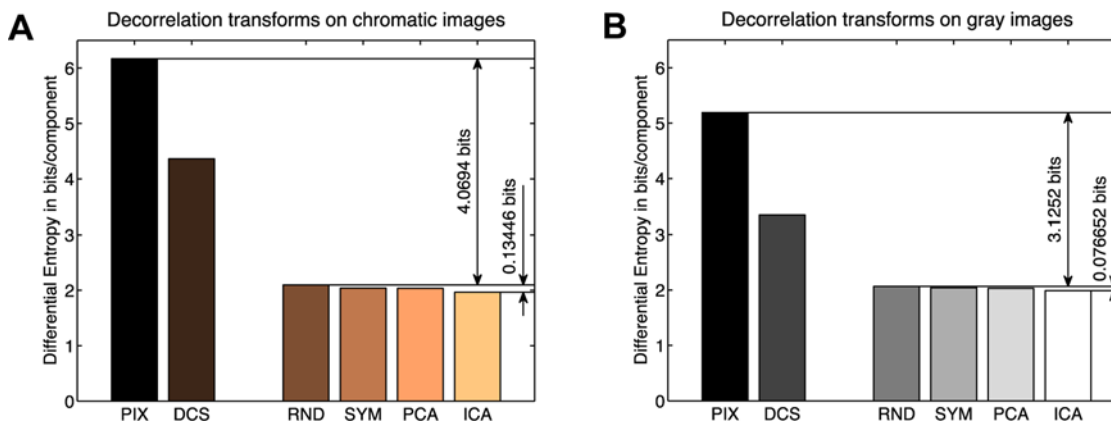 A
Decorrelation transforms on chromatic images
Differential Entropy in bits/component
6
5
4
3
2
1
0
4.0694 bits
0.13446 bits
PIX DCS RND SYM PCA ICA
B
Decorrelation transforms on gray images
Differential Entropy in bits/component
6
5
4
3
2
1
0
3.1252 bits
0.076652 bits
PIX DCS RND SYM PCA ICA